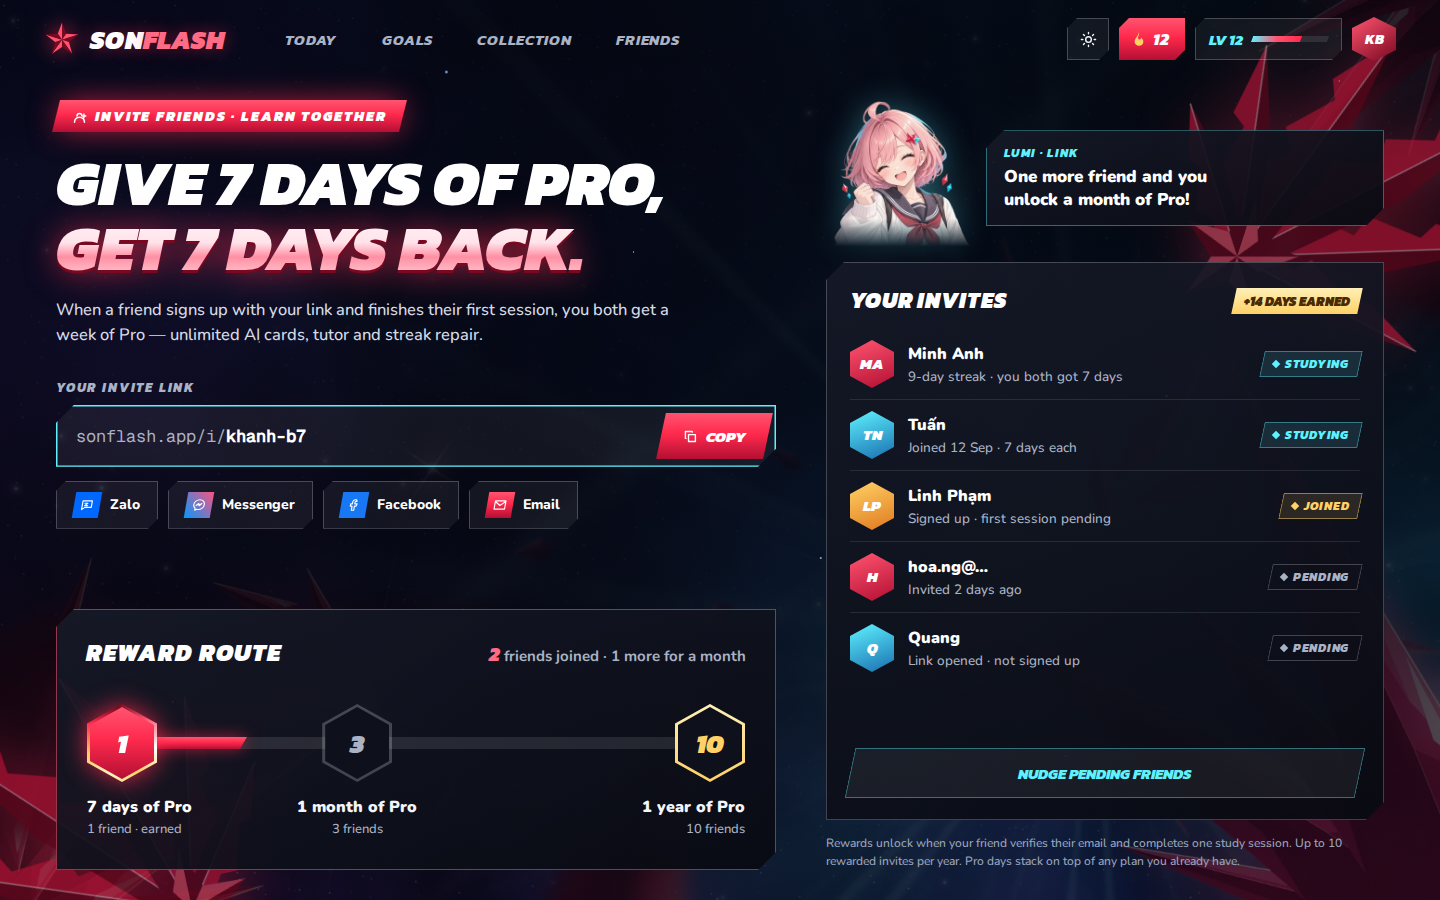 SONFLASH
TODAY GOALS COLLECTION FRIENDS
12
LV 12
KB
INVITE FRIENDS · LEARN TOGETHER
GIVE 7 DAYS OF PRO,
GET 7 DAYS BACK.
When a friend signs up with your link and finishes their first session, you both get a
week of Pro — unlimited AI cards, tutor and streak repair.
YOUR INVITE LINK
sonflash.app/i/khanh-b7
COPY
Zalo
Messenger
Facebook
Email
REWARD ROUTE
2 friends joined · 1 more for a month
1
3
10
7 days of Pro
1 friend · earned
1 month of Pro
3 friends
1 year of Pro
10 friends
LUMI · LINK
One more friend and you
unlock a month of Pro!
YOUR INVITES
+14 DAYS EARNED
MA
Minh Anh
9-day streak · you both got 7 days
STUDYING
TN
Tuấn
Joined 12 Sep · 7 days each
STUDYING
LP
Linh Phạm
Signed up · first session pending
JOINED
H
hoa.ng@...
Invited 2 days ago
PENDING
Q
Quang
Link opened · not signed up
PENDING
NUDGE PENDING FRIENDS
Rewards unlock when your friend verifies their email and completes one study session. Up to 10
rewarded invites per year. Pro days stack on top of any plan you already have.